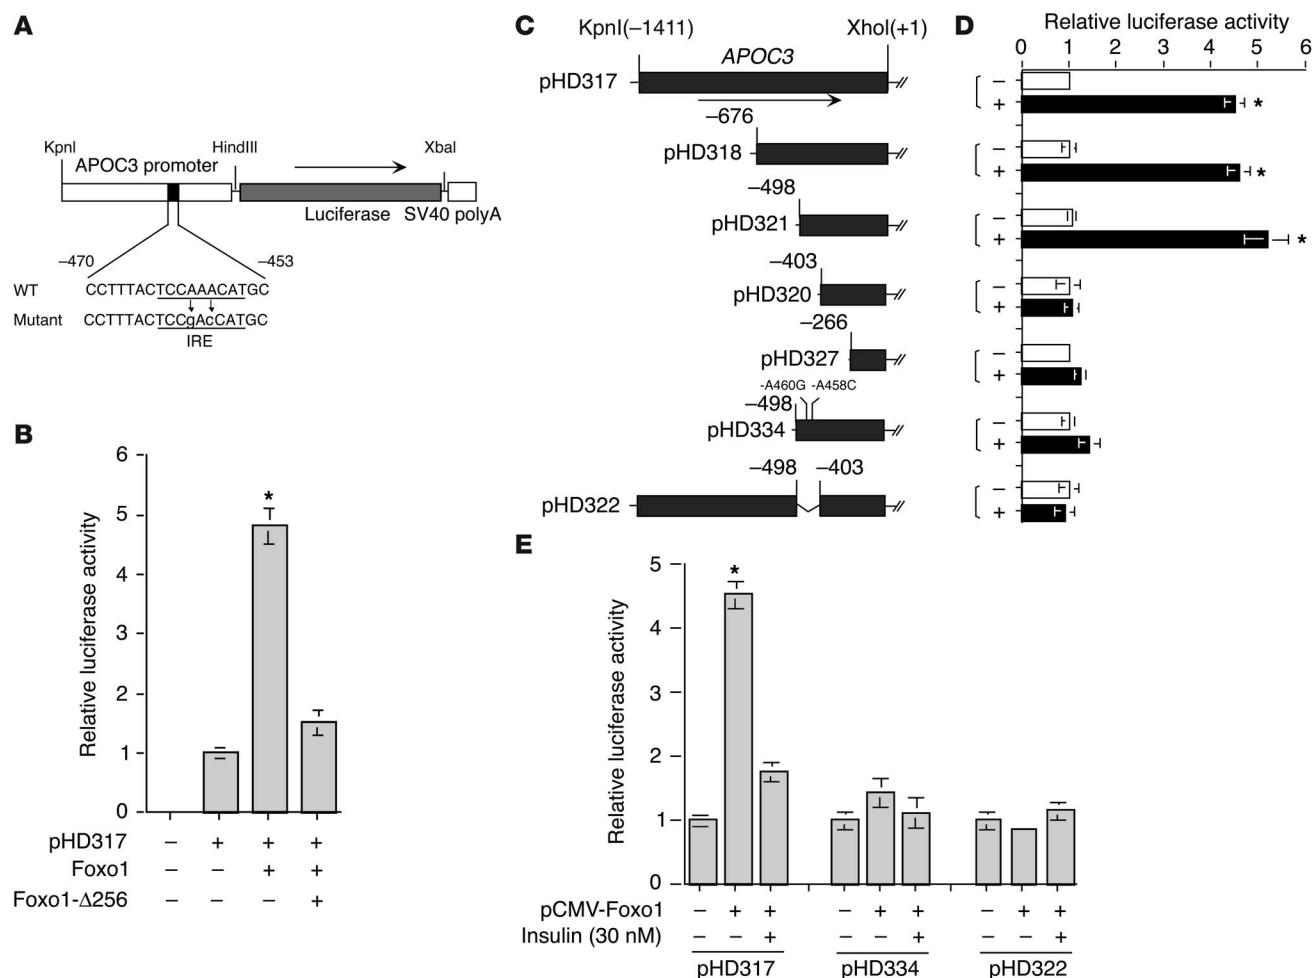 A
KpnI
APOC3 promoter
HindIII
XbaI
Luciferase
SV40 polyA
–470
–453
WT
CCTTTACTCCAAACATGC
Mutant
CCTTTACTCCgAcCATGC
IRE
B
Relative luciferase activity
6
5
4
3
2
1
0
*
pHD317 – + + +
Foxo1 – – + +
Foxo1-Δ256 – – – +
C
KpnI(–1411)
XhoI(+1)
APOC3
pHD317
–676
pHD318
–498
pHD321
–403
pHD320
–266
pHD327
-A460G -A458C
–498
pHD334
–498 –403
pHD322
D
Relative luciferase activity
0 1 2 3 4 5 6
–
+ *
–
+ *
–
+ *
–
+
–
+
–
+
–
+
E
Relative luciferase activity
5
4
3
2
1
0
*
pCMV-Foxo1 – + + – + + – + +
Insulin (30 nM) – – + – – + – – +
pHD317 pHD334 pHD322